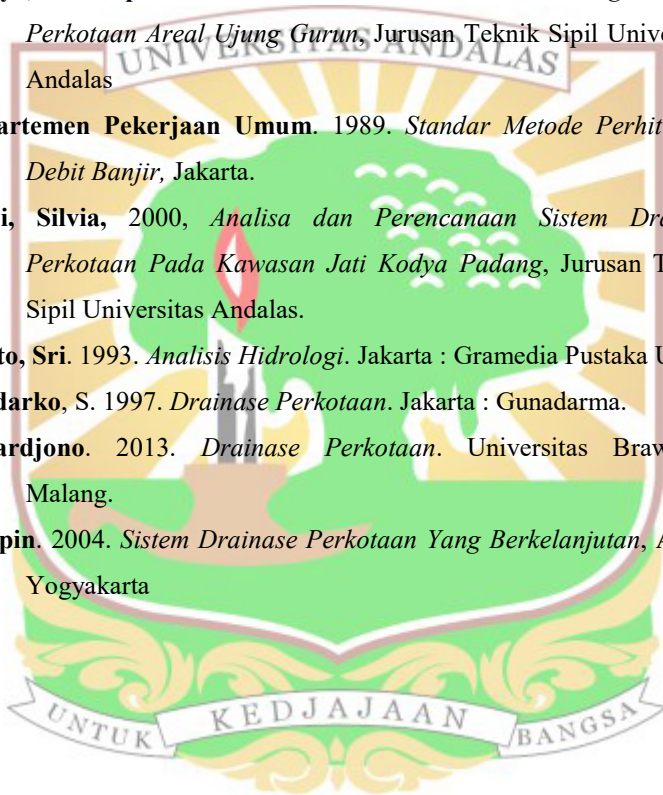 Perkotaan Areal Ujung Gurun, Jurusan Teknik Sipil Unive
UNIVERSITAS ANDALAS
Andalas
artemen Pekerjaan Umum. 1989. Standar Metode Perhit
Debit Banjir, Jakarta.
i, Silvia, 2000, Analisa dan Perencanaan Sistem Dra
Perkotaan Pada Kawasan Jati Kodya Padang, Jurusan T
Sipil Universitas Andalas.
to, Sri. 1993. Analisis Hidrologi. Jakarta : Gramedia Pustaka U
darko, S. 1997. Drainase Perkotaan. Jakarta : Gunadarma.
ardjono. 2013. Drainase Perkotaan. Universitas Braw
Malang.
pin. 2004. Sistem Drainase Perkotaan Yang Berkelanjutan, A
Yogyakarta
UNTUK KEDJAJAAN BANGSA